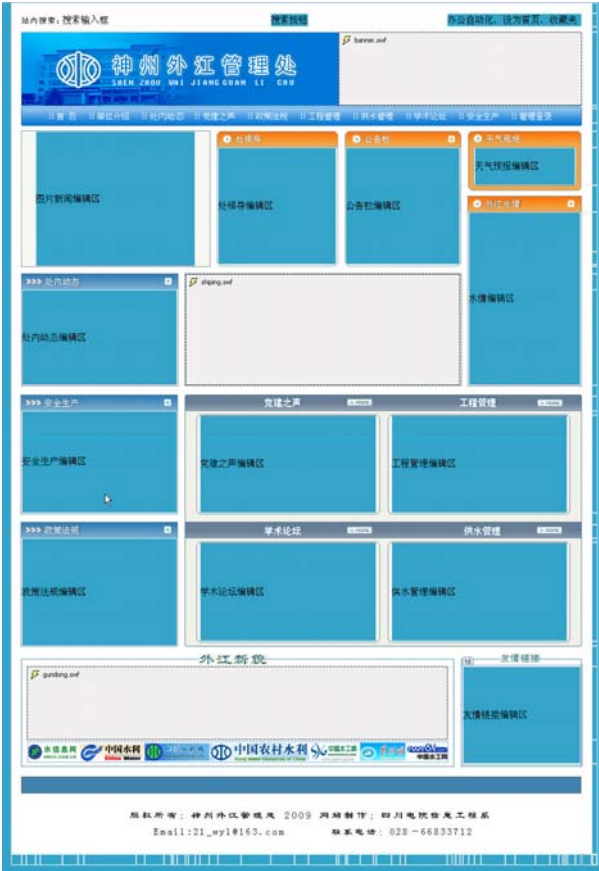 站内搜索: 搜索输入框
搜索按钮
办公自动化、设为首页、收藏夹
神州外江管理处
SHEN ZHOU WAI JIANG GUAN LI CHU
banner.swf
首页 单位介绍 处内动态 党建之声 政策法规 工程管理 供水管理 学术论坛 安全生产 管理登录
图片新闻编辑区
处领导
处领导编辑区
公告栏
公告栏编辑区
天气预报
天气预报编辑区
外江水情
水情编辑区
>>> 处内动态
处内动态编辑区
shiping.swf
>>> 安全生产
安全生产编辑区
党建之声
党建之声编辑区
工程管理
工程管理编辑区
>>> 政策法规
政策法规编辑区
学术论坛
学术论坛编辑区
供水管理
供水管理编辑区
外江新貌
gundong.swf
水信息网
中国水利
China Water
中国农村水利
中国水工网
友情链接
友情链接编辑区
版权所有: 神州外江管理处 2009 网站制作: 四川电院信息工程系
Email:21_wyl@163.com 联系电话: 028-66833712